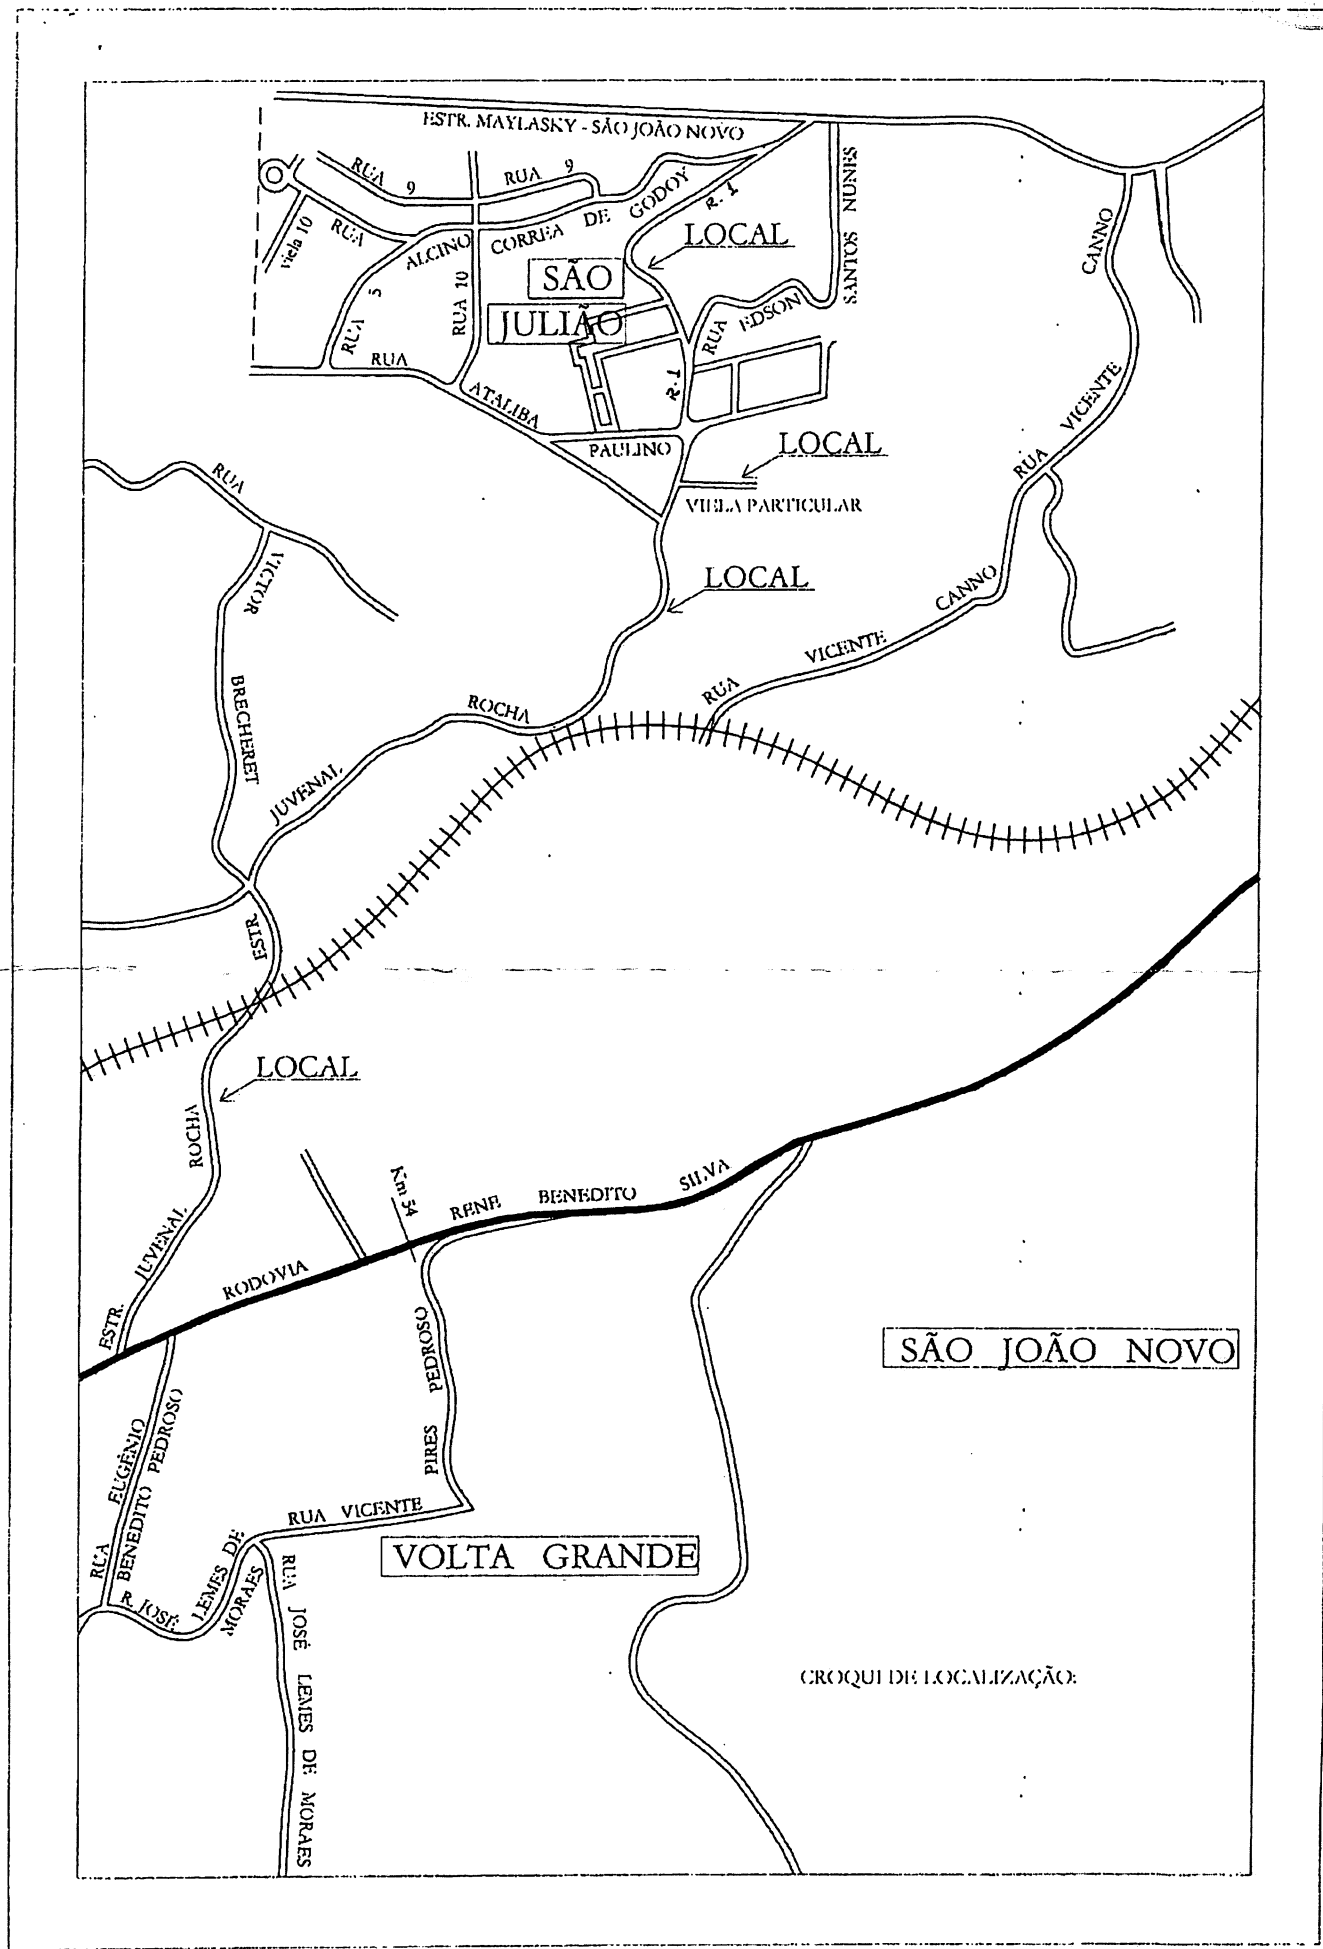 ESTR. MAYLASKY - SÃO JOÃO NOVO
RUA 9
RUA 9
RUA ALCINO CORREA DE GODOY
R. 1
viela 10
RUA 5
RUA 10
LOCAL
SÃO
JULIÃO
SANTOS NUNES
RUA EDSON
CANNO
RUA ATALIBA PAULINO
R-1
LOCAL
VIELA PARTICULAR
RUA VICENTE
RUA VICTOR BRECHERET
LOCAL
RUA VICENTE CANNO
ESTR. JUVENAL ROCHA
LOCAL
ESTR. JUVENAL ROCHA
Km 54
RODOVIA RENE BENEDITO SILVA
SÃO JOÃO NOVO
RUA EUGÊNIO
BENEDITO PEDROSO
RUA VICENTE PIRES PEDROSO
VOLTA GRANDE
R. JOSÉ LEMES DE
MORAES
RUA JOSÉ LEMES DE MORAES
CROQUI DE LOCALIZAÇÃO: